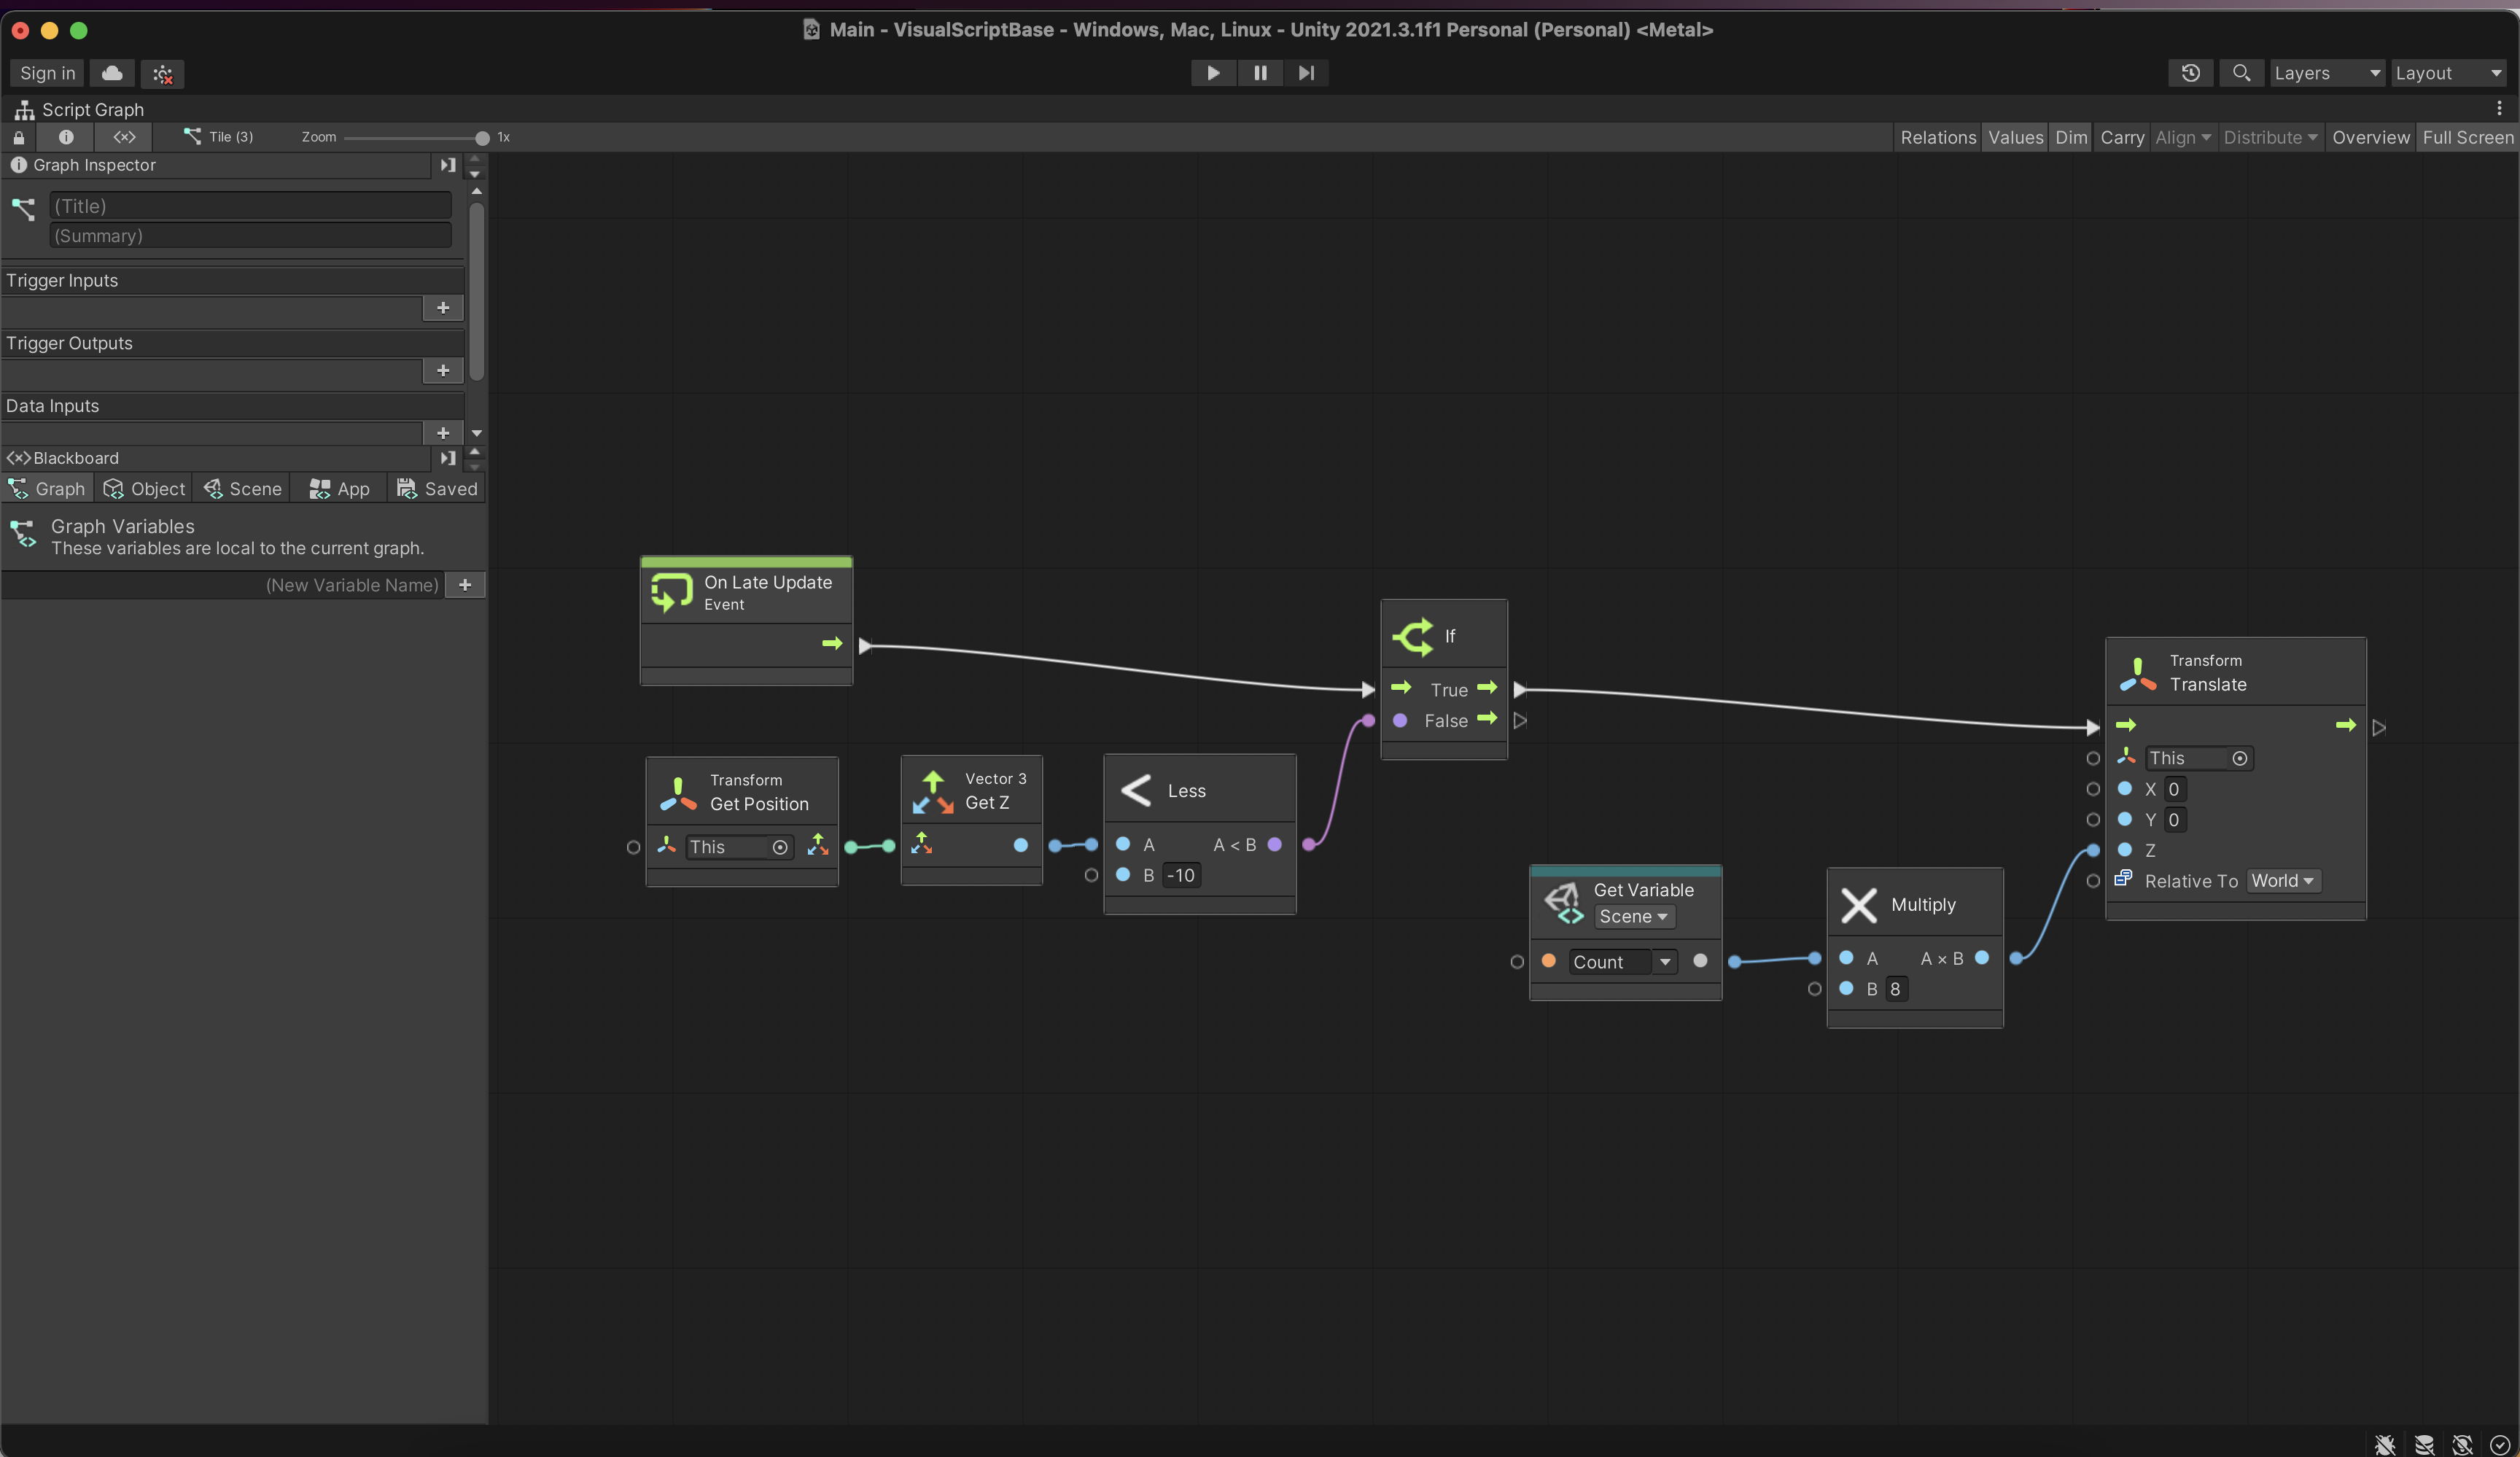 Main - VisualScriptBase - Windows, Mac, Linux - Unity 2021.3.1f1 Personal (Personal) <Metal>
Sign in
Layers
Layout
Script Graph
Tile (3)
Zoom
1x
Relations
Values
Dim
Carry
Align
Distribute
Overview
Full Screen
Graph Inspector
(Title)
(Summary)
Trigger Inputs
+
Trigger Outputs
+
Data Inputs
+
Blackboard
Graph
Object
Scene
App
Saved
Graph Variables
These variables are local to the current graph.
(New Variable Name)
+
On Late Update
Event
If
True
False
Transform
Translate
This
X 0
Y 0
Z
Relative To World
Transform
Get Position
This
Vector 3
Get Z
Less
A A < B
B -10
Get Variable
Scene
Count
Multiply
A A × B
B 8